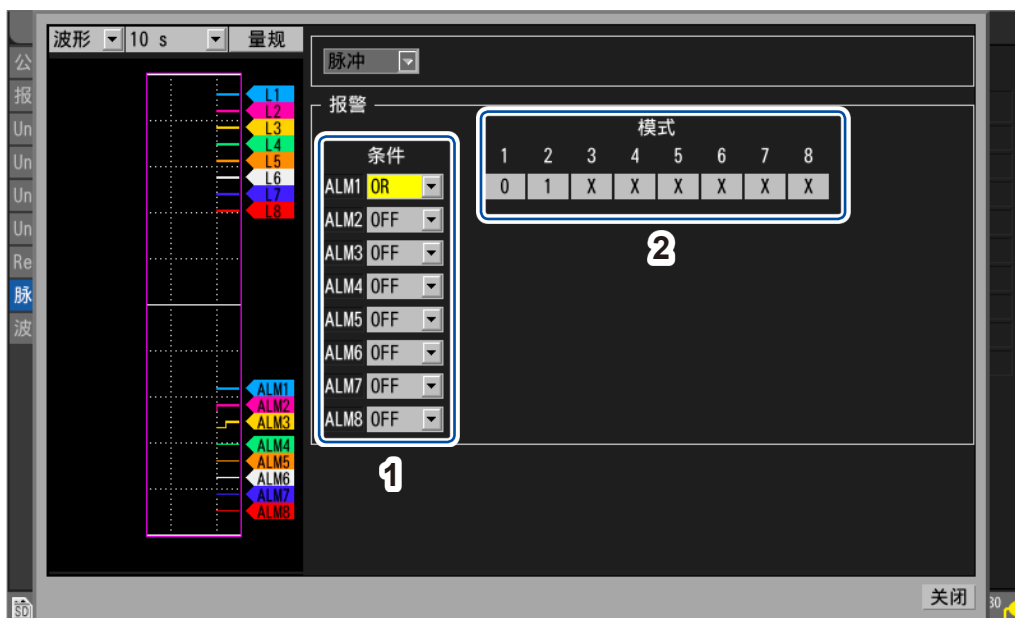 波形 10 s 量规
公
报
Un
Un
Un
Un
Re
脉
波
L1
L2
L3
L4
L5
L6
L7
L8
ALM1
ALM2
ALM3
ALM4
ALM5
ALM6
ALM7
ALM8
脉冲
报警
条件
ALM1 OR
ALM2 OFF
ALM3 OFF
ALM4 OFF
ALM5 OFF
ALM6 OFF
ALM7 OFF
ALM8 OFF
1
模式
1 2 3 4 5 6 7 8
0 1 X X X X X X
2
关闭
SD
30